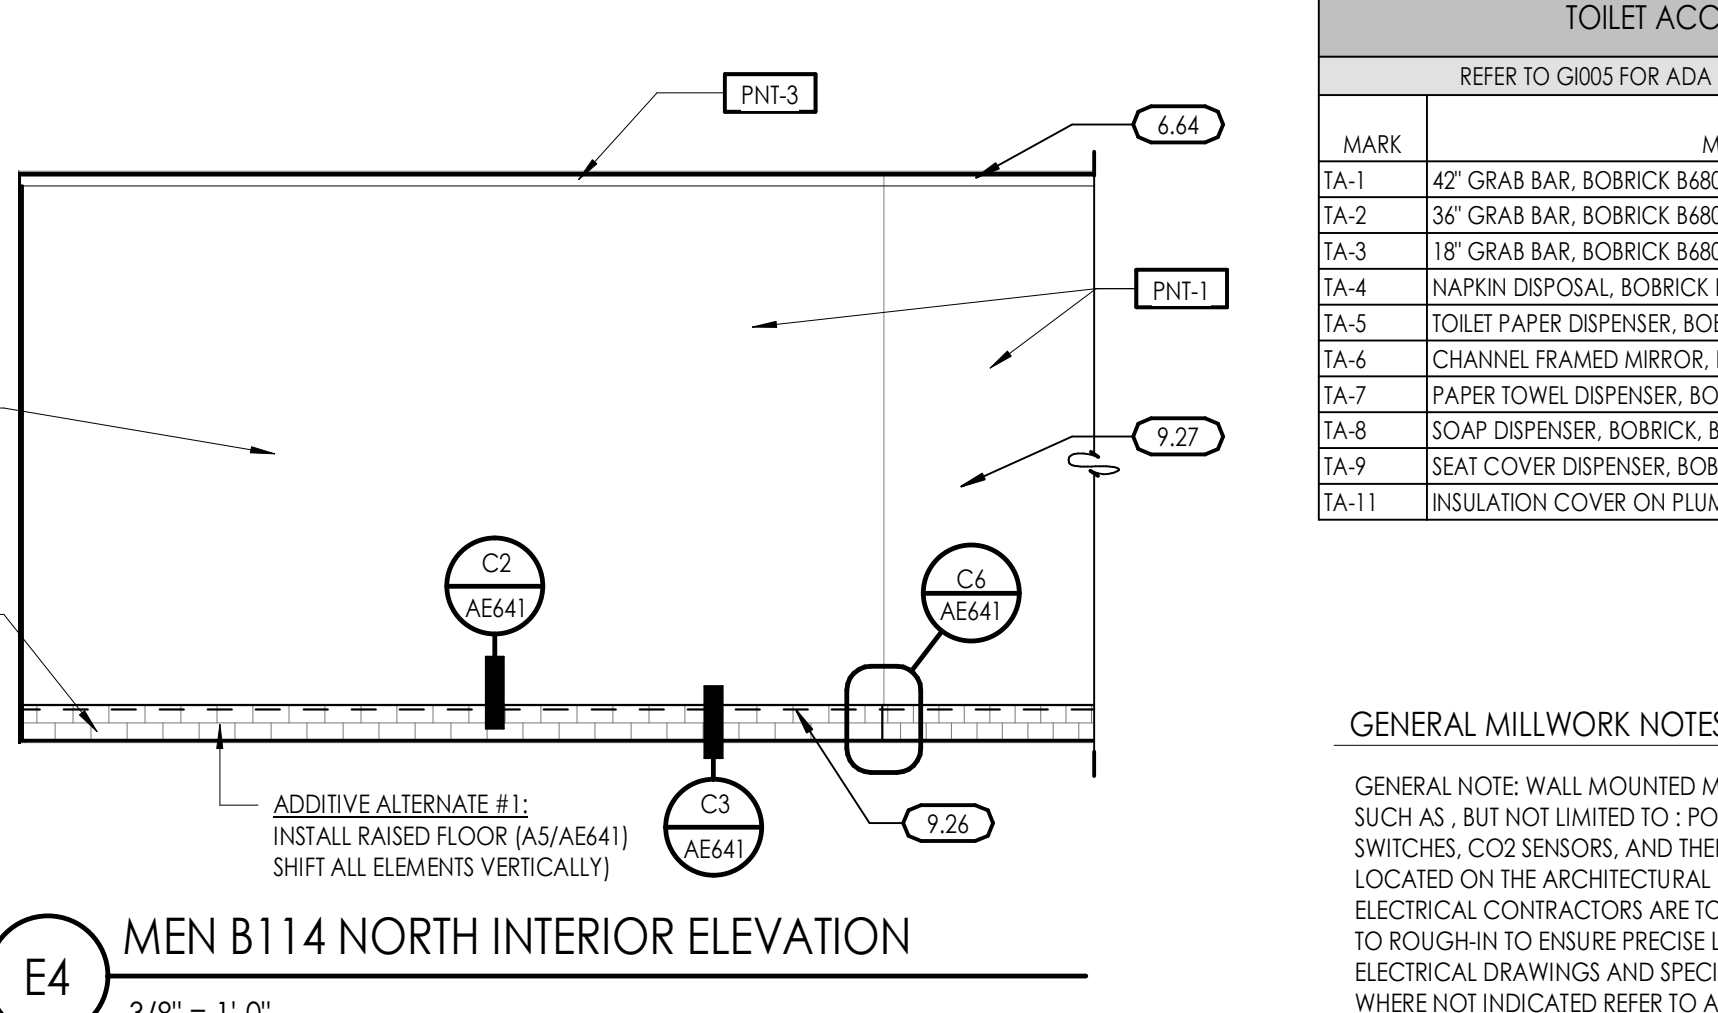 PNT-3
6.64
PNT-1
9.27
C2
AE641
C6
AE641
ADDITIVE ALTERNATE #1:
INSTALL RAISED FLOOR (A5/AE641)
SHIFT ALL ELEMENTS VERTICALLY)
C3
AE641
9.26
E4
MEN B114 NORTH INTERIOR ELEVATION
3/8" = 1'-0"
TOILET ACC
REFER TO GI005 FOR ADA
MARK
M
TA-1 42" GRAB BAR, BOBRICK B680
TA-2 36" GRAB BAR, BOBRICK B680
TA-3 18" GRAB BAR, BOBRICK B680
TA-4 NAPKIN DISPOSAL, BOBRICK
TA-5 TOILET PAPER DISPENSER, BOB
TA-6 CHANNEL FRAMED MIRROR,
TA-7 PAPER TOWEL DISPENSER, BO
TA-8 SOAP DISPENSER, BOBRICK, B
TA-9 SEAT COVER DISPENSER, BOB
TA-11 INSULATION COVER ON PLUM
GENERAL MILLWORK NOTES
GENERAL NOTE: WALL MOUNTED M
SUCH AS , BUT NOT LIMITED TO : PO
SWITCHES, CO2 SENSORS, AND THE
LOCATED ON THE ARCHITECTURAL
ELECTRICAL CONTRACTORS ARE TO
TO ROUGH-IN TO ENSURE PRECISE L
ELECTRICAL DRAWINGS AND SPECI
WHERE NOT INDICATED REFER TO A